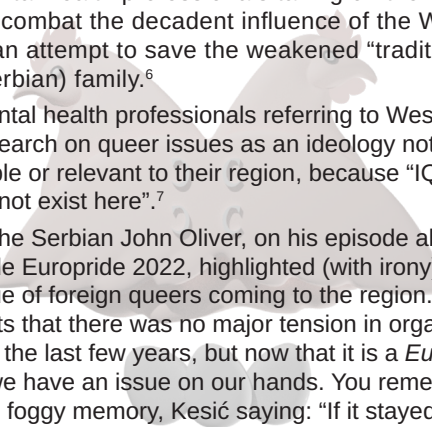 combat the decadent influence of the W
an attempt to save the weakened “tradit
erbian) family.⁶
ntal health professionals referring to Wes
earch on queer issues as an ideology not
ble or relevant to their region, because “IQ
not exist here”.⁷
he Serbian John Oliver, on his episode al
e Europride 2022, highlighted (with irony
e of foreign queers coming to the region.
ts that there was no major tension in orga
the last few years, but now that it is a Eu
we have an issue on our hands. You reme
foggy memory, Kesić saying: “If it stayed